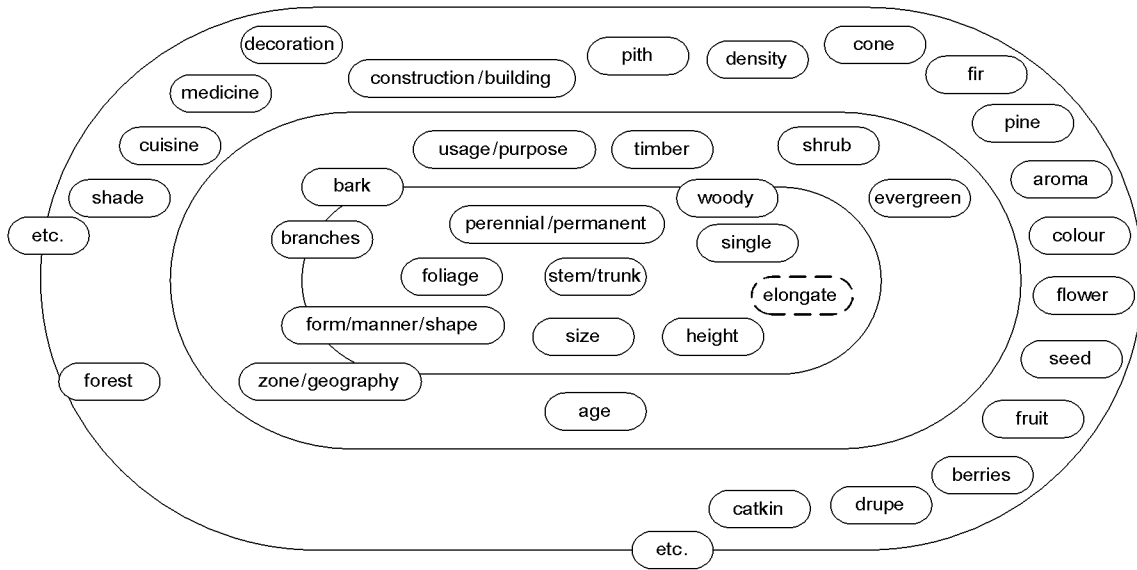 decoration
pith
density
cone
construction/building
fir
medicine
pine
cuisine
usage/purpose
timber
shrub
aroma
shade
bark
woody
evergreen
perennial/permanent
etc.
branches
single
colour
foliage
stem/trunk
elongate
flower
form/manner/shape
size
height
seed
forest
zone/geography
age
fruit
berries
catkin
drupe
etc.